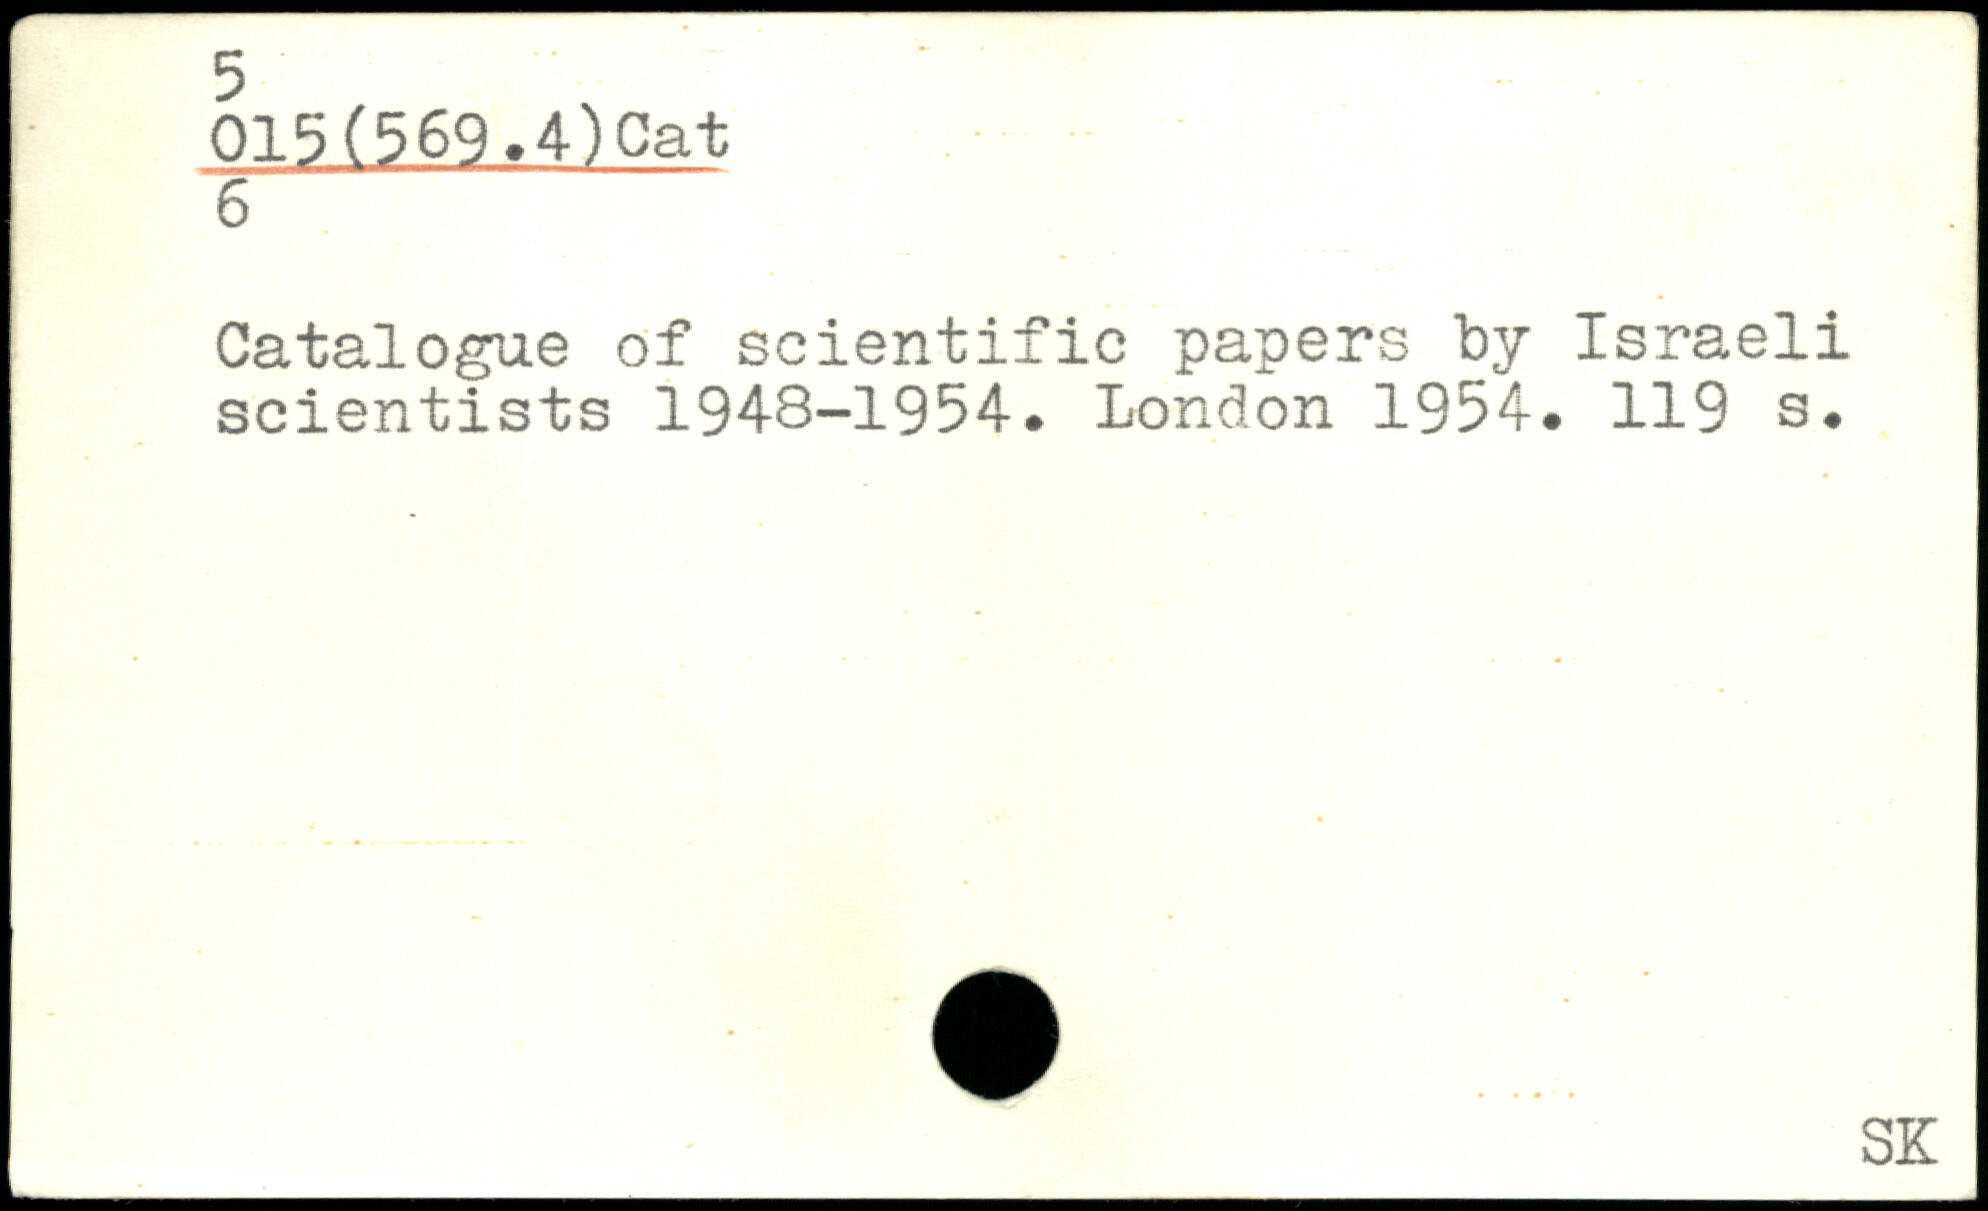 5
015(569.4)Cat
6
Catalogue of scientific papers by Israeli
scientists 1948-1954. London 1954. 119 s.
SK